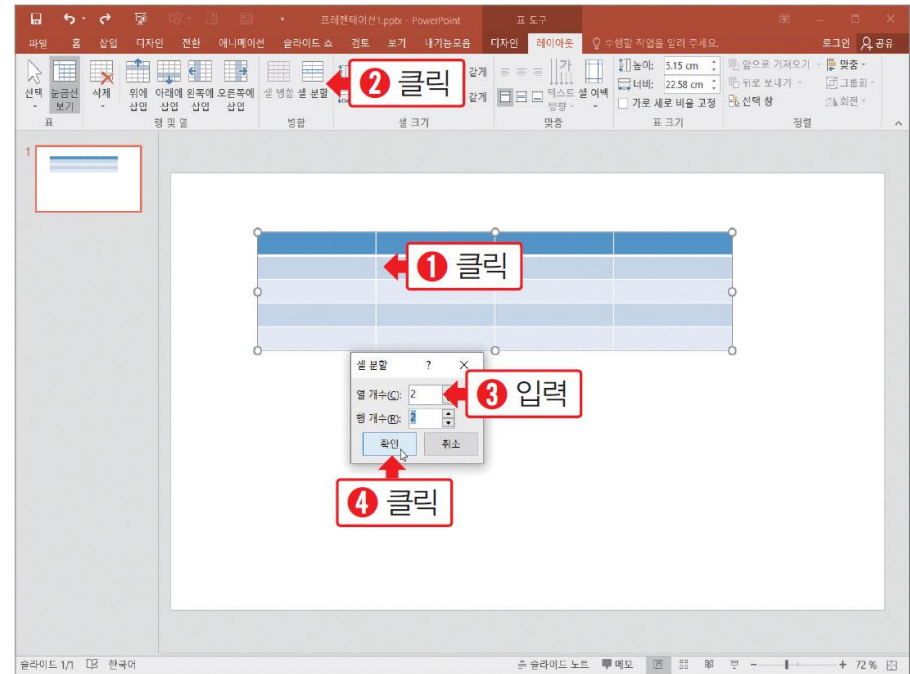 프레젠테이션1.pptx - PowerPoint
표 도구
파일 홈 삽입 디자인 전환 애니메이션 슬라이드 쇼 검토 보기 내기능모음 디자인 레이아웃 수행할 작업을 알려 주세요. 로그인 공유
선택 눈금선 보기 삭제 위에 삽입 아래에 삽입 왼쪽에 삽입 오른쪽에 삽입 셀 병합 셀 분할
❷ 클릭
같게
같게
가
텍스트 방향 셀 여백
높이: 5.15 cm
너비: 22.58 cm
가로 세로 비율 고정
앞으로 가져오기
뒤로 보내기
선택 창
맞춤
그룹화
회전
표 행 및 열 병합 셀 크기 맞춤 표 크기 정렬
1
❶ 클릭
셀 분할 ? ×
열 개수(C): 2
❸ 입력
행 개수(R): 2
확인 취소
❹ 클릭
슬라이드 1/1 한국어 슬라이드 노트 메모 72 %